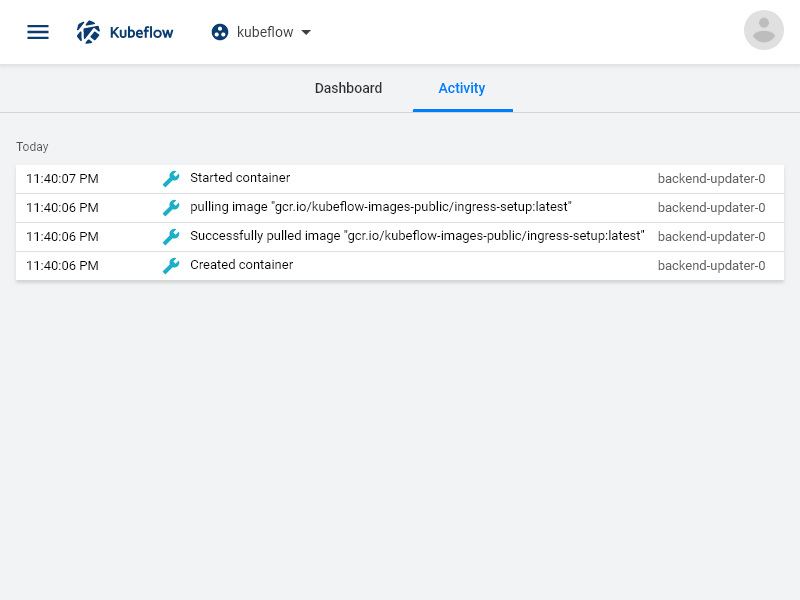 Kubeflow
kubeflow
Dashboard Activity
Today
11:40:07 PM Started container backend-updater-0
11:40:06 PM pulling image "gcr.io/kubeflow-images-public/ingress-setup:latest" backend-updater-0
11:40:06 PM Successfully pulled image "gcr.io/kubeflow-images-public/ingress-setup:latest" backend-updater-0
11:40:06 PM Created container backend-updater-0